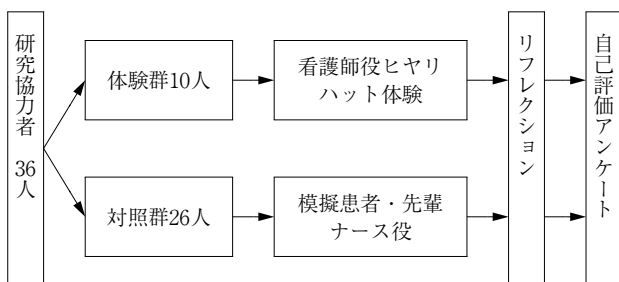 研究協力者 36人
体験群10人
看護師役ヒヤリ
ハット体験
対照群26人
模擬患者・先輩
ナース役
リフレクション
自己評価アンケート